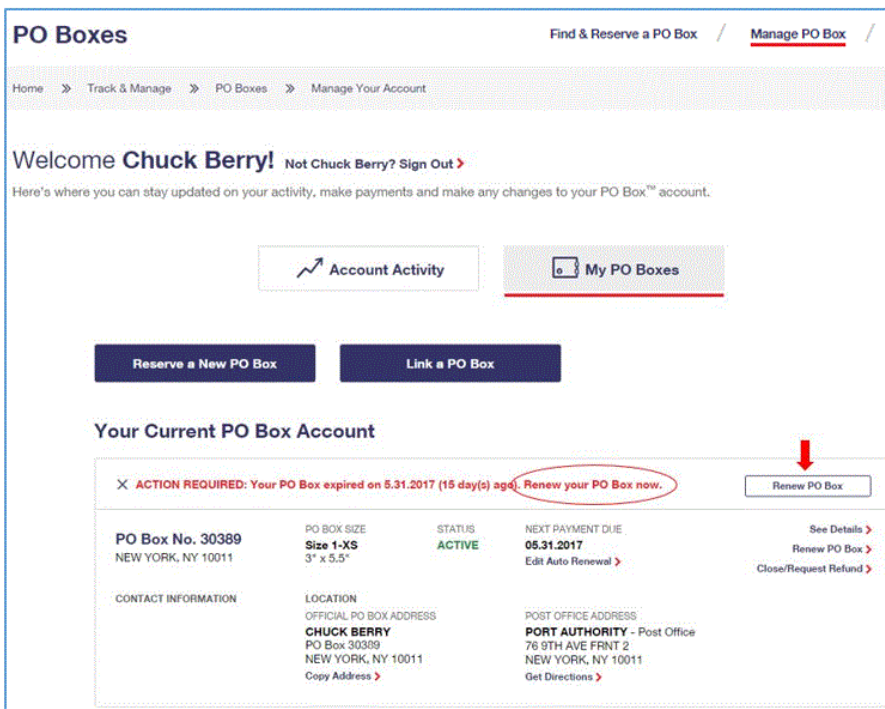 PO Boxes
Find & Reserve a PO Box / Manage PO Box /
Home » Track & Manage » PO Boxes » Manage Your Account
Welcome Chuck Berry! Not Chuck Berry? Sign Out >
Here's where you can stay updated on your activity, make payments and make any changes to your PO Box™ account.
Account Activity
My PO Boxes
Reserve a New PO Box
Link a PO Box
Your Current PO Box Account
X ACTION REQUIRED: Your PO Box expired on 5.31.2017 (15 day(s) ago). Renew your PO Box now.
Renew PO Box
PO Box No. 30389
NEW YORK, NY 10011
PO BOX SIZE
Size 1-XS
3" x 5.5"
STATUS
ACTIVE
NEXT PAYMENT DUE
05.31.2017
Edit Auto Renewal >
See Details >
Renew PO Box >
Close/Request Refund >
CONTACT INFORMATION
LOCATION
OFFICIAL PO BOX ADDRESS
CHUCK BERRY
PO Box 30389
NEW YORK, NY 10011
Copy Address >
POST OFFICE ADDRESS
PORT AUTHORITY - Post Office
76 9TH AVE FRNT 2
NEW YORK, NY 10011
Get Directions >